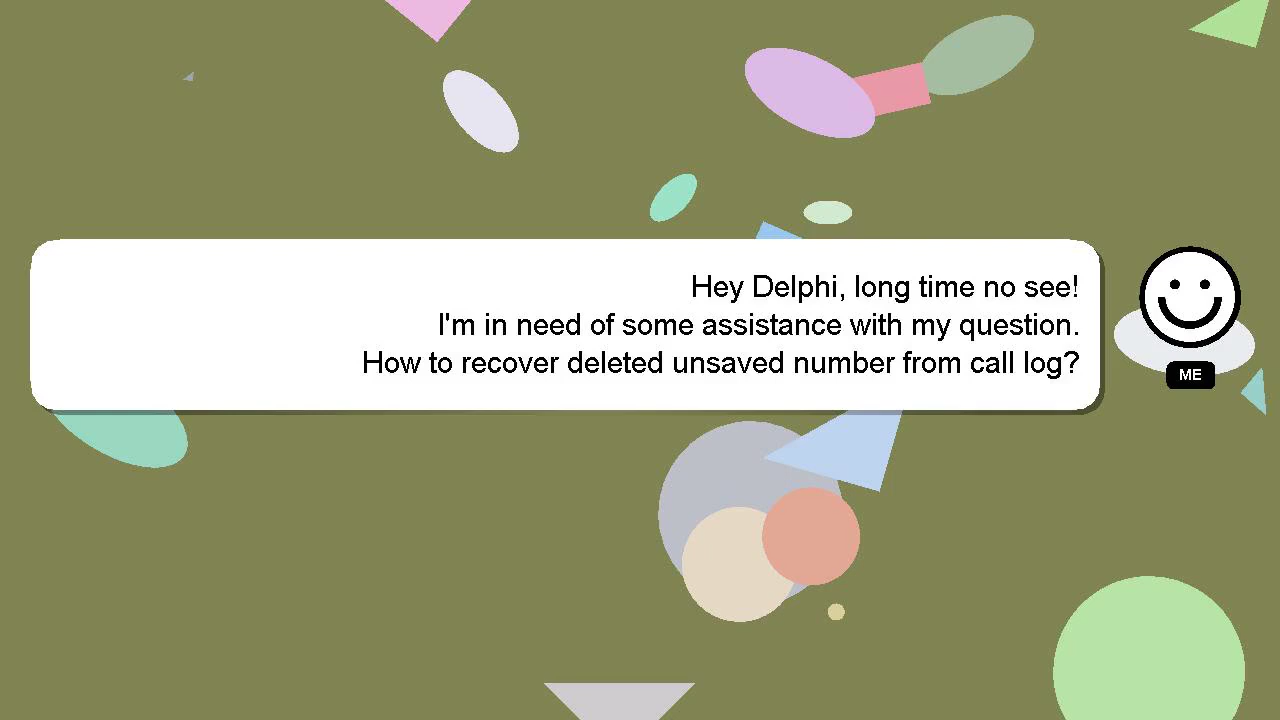 Hey Delphi, long time no see!
I'm in need of some assistance with my question.
How to recover deleted unsaved number from call log?
ME